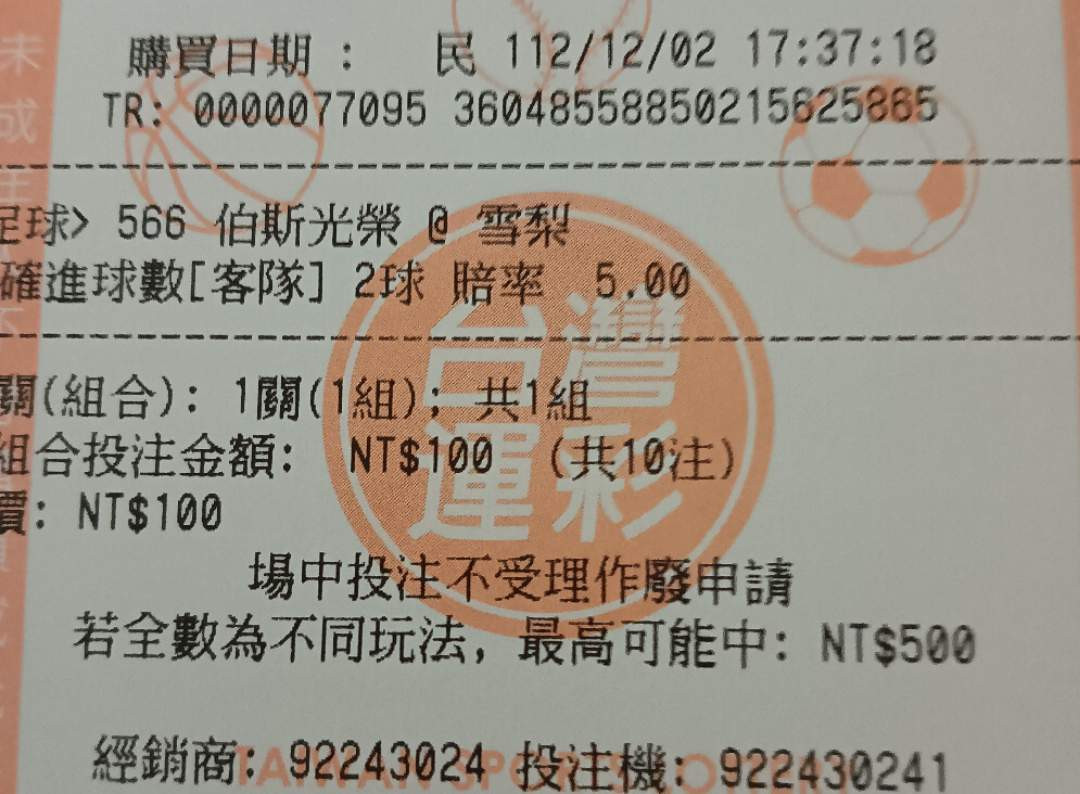 購買日期： 民 112/12/02 17:37:18
TR: 0000077095 36048558850215625865
足球> 566 伯斯光榮 @ 雪梨
確進球數[客隊] 2球 賠率 5.00
關(組合): 1關(1組); 共1組
組合投注金額: NT$100 (共10注)
價: NT$100
場中投注不受理作廢申請
若全數為不同玩法, 最高可能中: NT$500
經銷商: 92243024 投注機: 922430241
台灣
運彩
未成